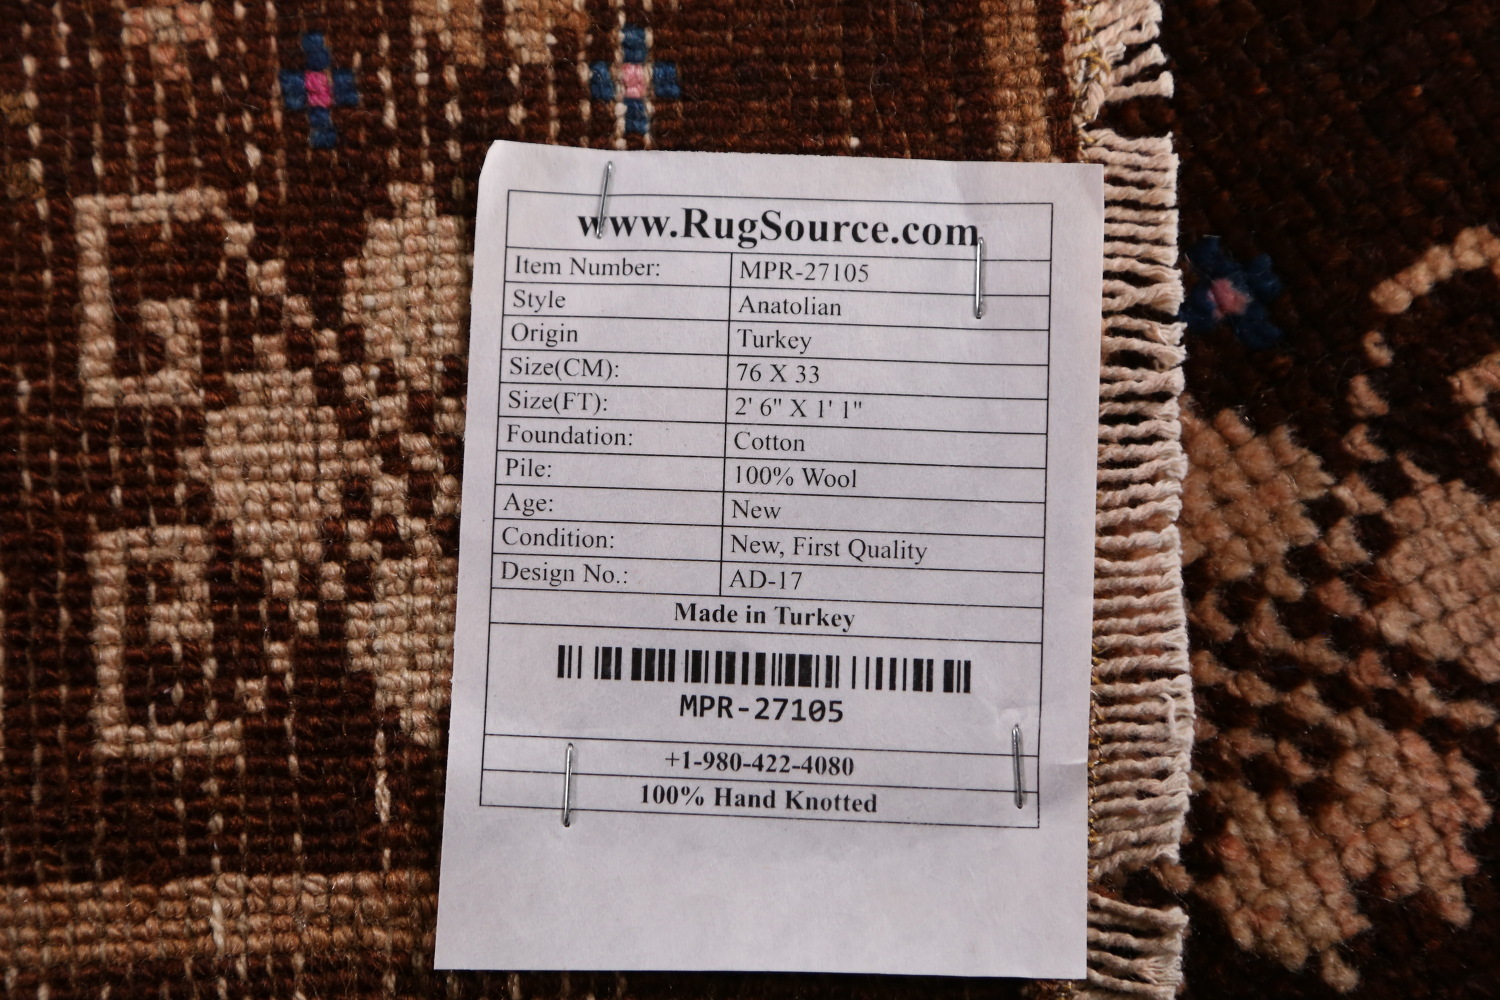 www.RugSource.com
Item Number: MPR-27105
Style Anatolian
Origin Turkey
Size(CM): 76 X 33
Size(FT): 2' 6" X 1' 1"
Foundation: Cotton
Pile: 100% Wool
Age: New
Condition: New, First Quality
Design No.: AD-17
Made in Turkey
MPR-27105
+1-980-422-4080
100% Hand Knotted